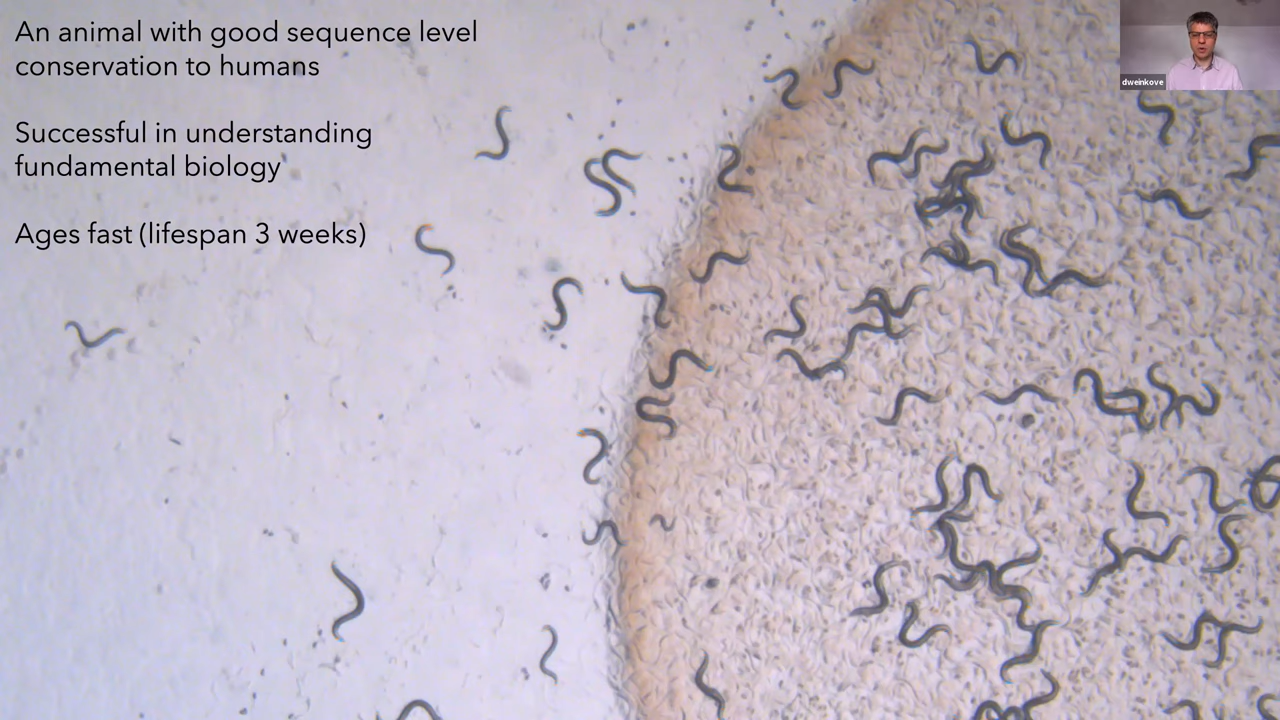 An animal with good sequence level
conservation to humans
Successful in understanding
fundamental biology
Ages fast (lifespan 3 weeks)
dweinkove